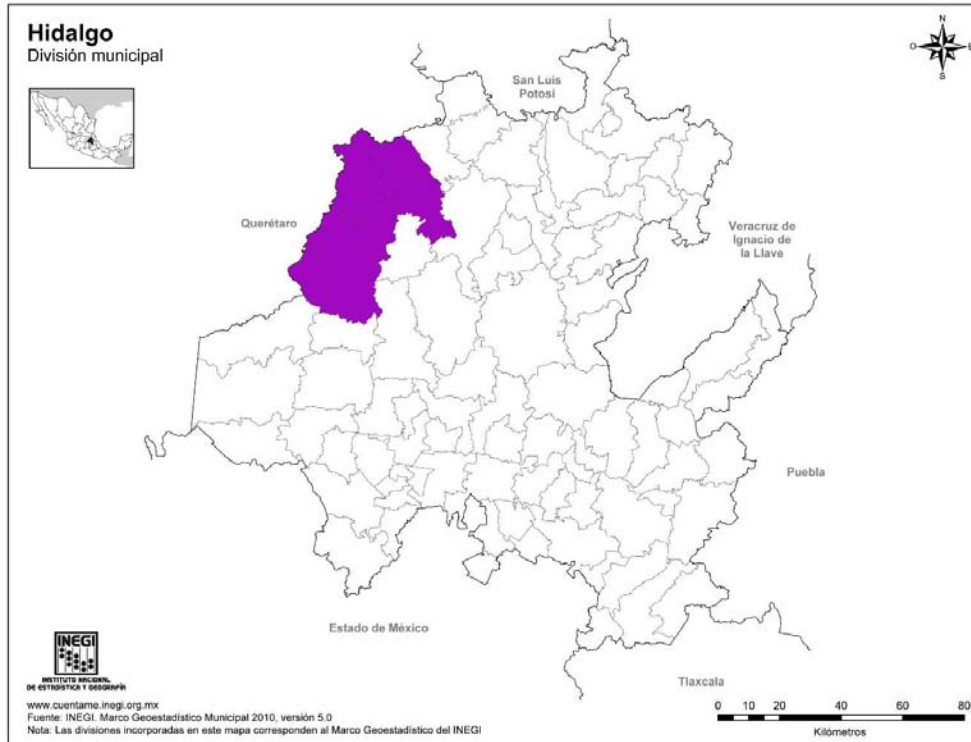 Hidalgo
División municipal
N
O
E
S
San Luis
Potosí
Querétaro
Veracruz de
Ignacio de
la Llave
Puebla
Estado de México
Tlaxcala
INEGI
INSTITUTO NACIONAL
DE ESTADÍSTICA Y GEOGRAFÍA
www.cuentame.inegi.org.mx
Fuente: INEGI. Marco Geoestadístico Municipal 2010, versión 5.0
Nota: Las divisiones incorporadas en este mapa corresponden al Marco Geoestadístico del INEGI
0 10 20 40 60 80
Kilómetros